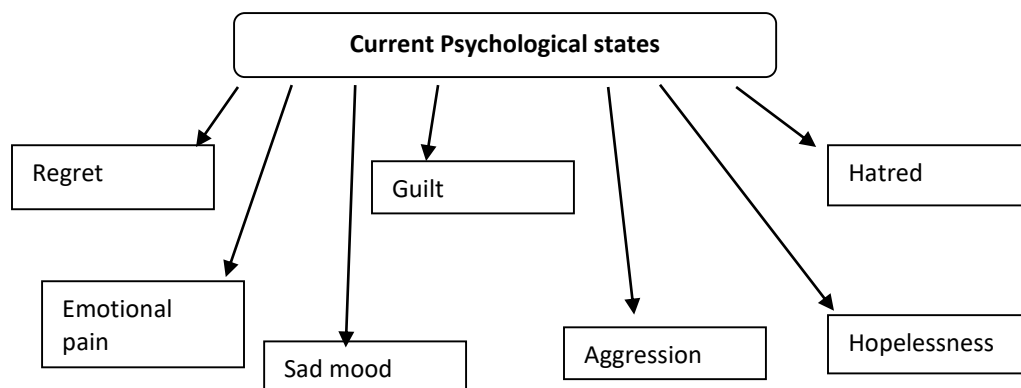 Current Psychological states
Regret
Guilt
Hatred
Emotional
pain
Sad mood
Aggression
Hopelessness